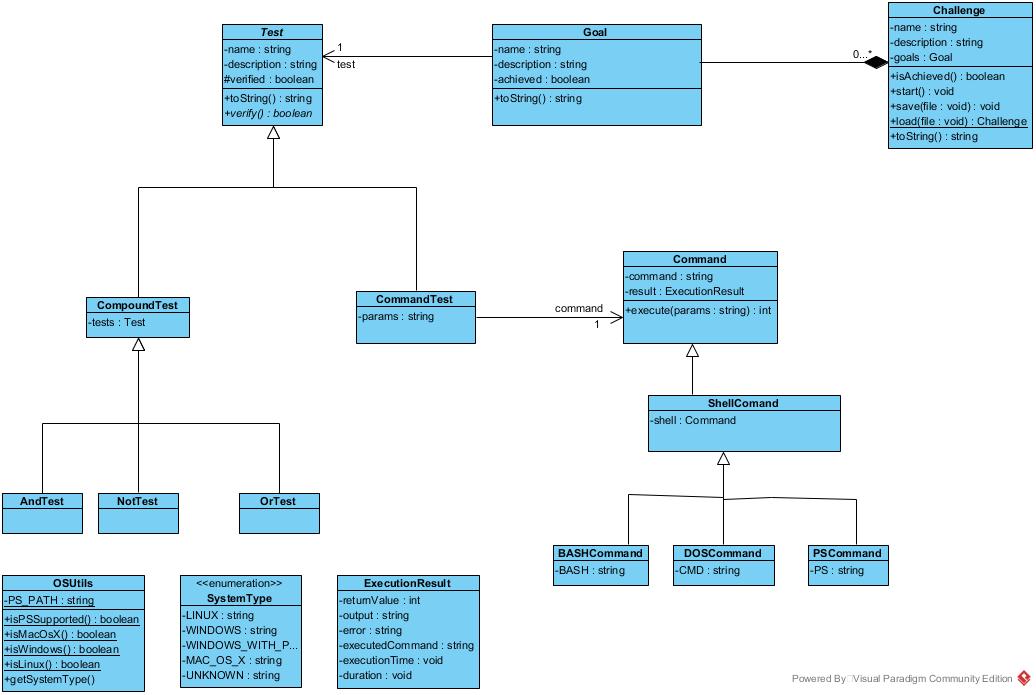 Test
-name : string
-description : string
#verified : boolean
+toString() : string
+verify() : boolean
1
test
Goal
-name : string
-description : string
-achieved : boolean
+toString() : string
0...*
Challenge
-name : string
-description : string
-goals : Goal
+isAchieved() : boolean
+start() : void
+save(file : void) : void
+load(file : void) : Challenge
+toString() : string
CompoundTest
-tests : Test
CommandTest
-params : string
command
1
Command
-command : string
-result : ExecutionResult
+execute(params : string) : int
ShellComand
-shell : Command
AndTest
NotTest
OrTest
BASHCommand
-BASH : string
DOSCommand
-CMD : string
PSCommand
-PS : string
OSUtils
-PS_PATH : string
+isPSSupported() : boolean
+isMacOsX() : boolean
+isWindows() : boolean
+isLinux() : boolean
+getSystemType()
<<enumeration>>
SystemType
-LINUX : string
-WINDOWS : string
-WINDOWS_WITH_P...
-MAC_OS_X : string
-UNKNOWN : string
ExecutionResult
-returnValue : int
-output : string
-error : string
-executedCommand : string
-executionTime : void
-duration : void
Powered By Visual Paradigm Community Edition